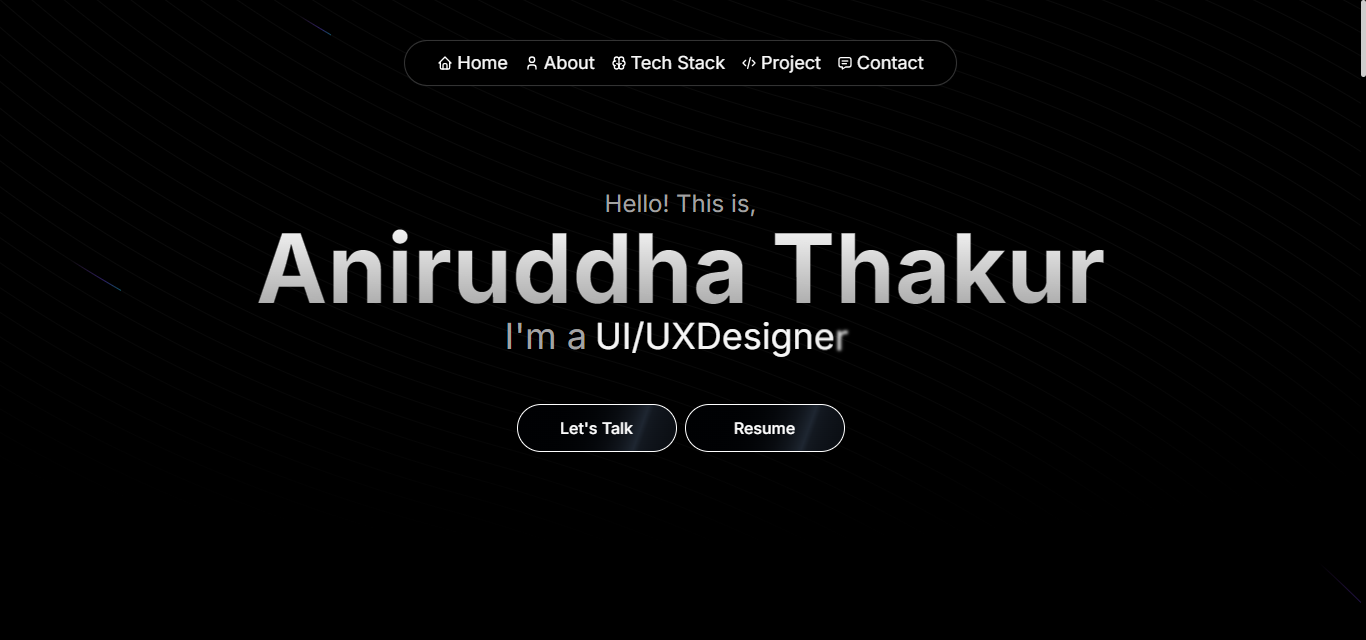 Home About Tech Stack Project Contact
Hello! This is,
Aniruddha Thakur
I'm a UI/UXDesigner
Let's Talk Resume